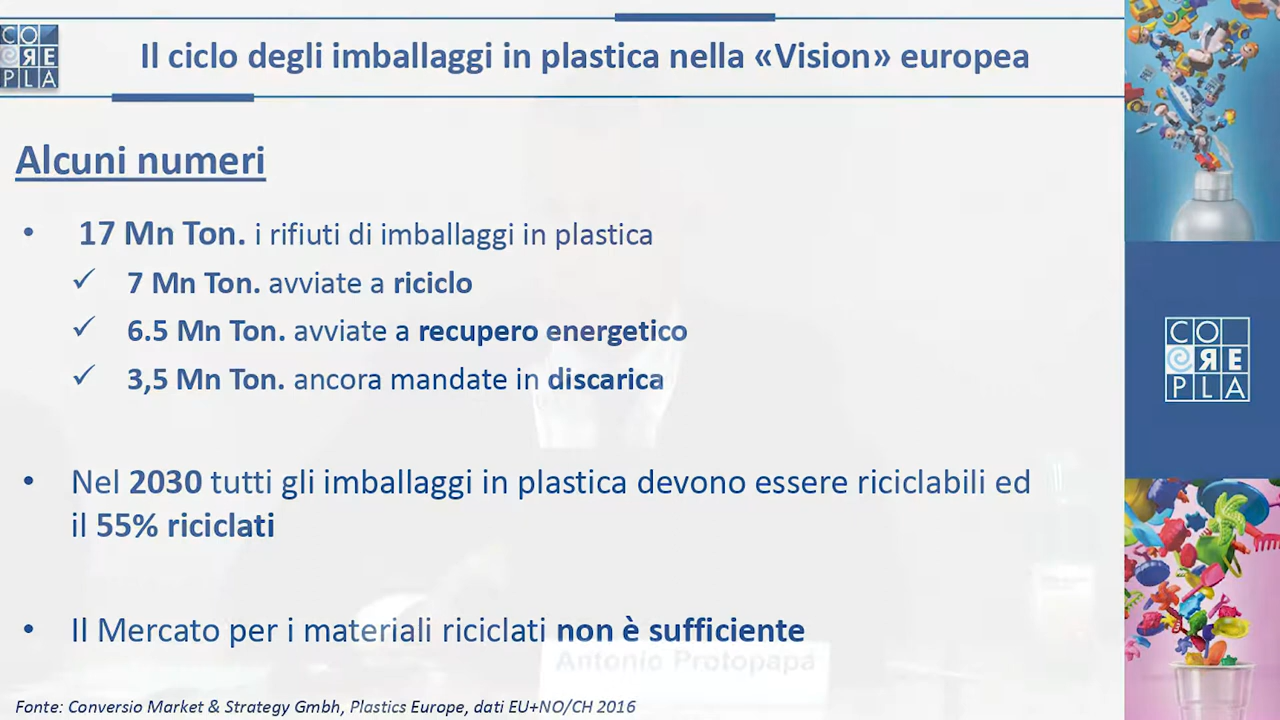 CO
RE
PLA
Il ciclo degli imballaggi in plastica nella «Vision» europea
Alcuni numeri
• 17 Mn Ton. i rifiuti di imballaggi in plastica
✓ 7 Mn Ton. avviate a riciclo
✓ 6.5 Mn Ton. avviate a recupero energetico
✓ 3,5 Mn Ton. ancora mandate in discarica
• Nel 2030 tutti gli imballaggi in plastica devono essere riciclabili ed
il 55% riciclati
• Il Mercato per i materiali riciclati non è sufficiente
Antonio Protopapa
Fonte: Conversio Market & Strategy Gmbh, Plastics Europe, dati EU+NO/CH 2016
CO
RE
PLA